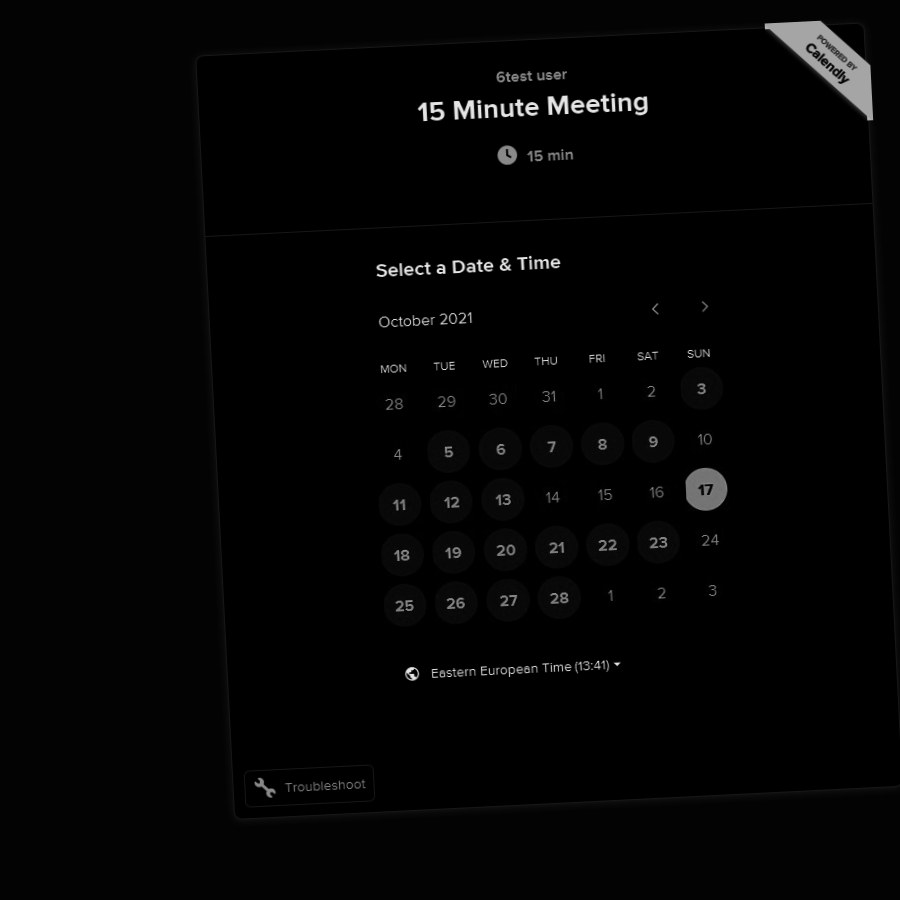 POWERED BY
Calendly
6test user
15 Minute Meeting
15 min
Select a Date & Time
October 2021
MON TUE WED THU FRI SAT SUN
28 29 30 31 1 2 3
4 5 6 7 8 9 10
11 12 13 14 15 16 17
18 19 20 21 22 23 24
25 26 27 28 1 2 3
Eastern European Time (13:41)
Troubleshoot